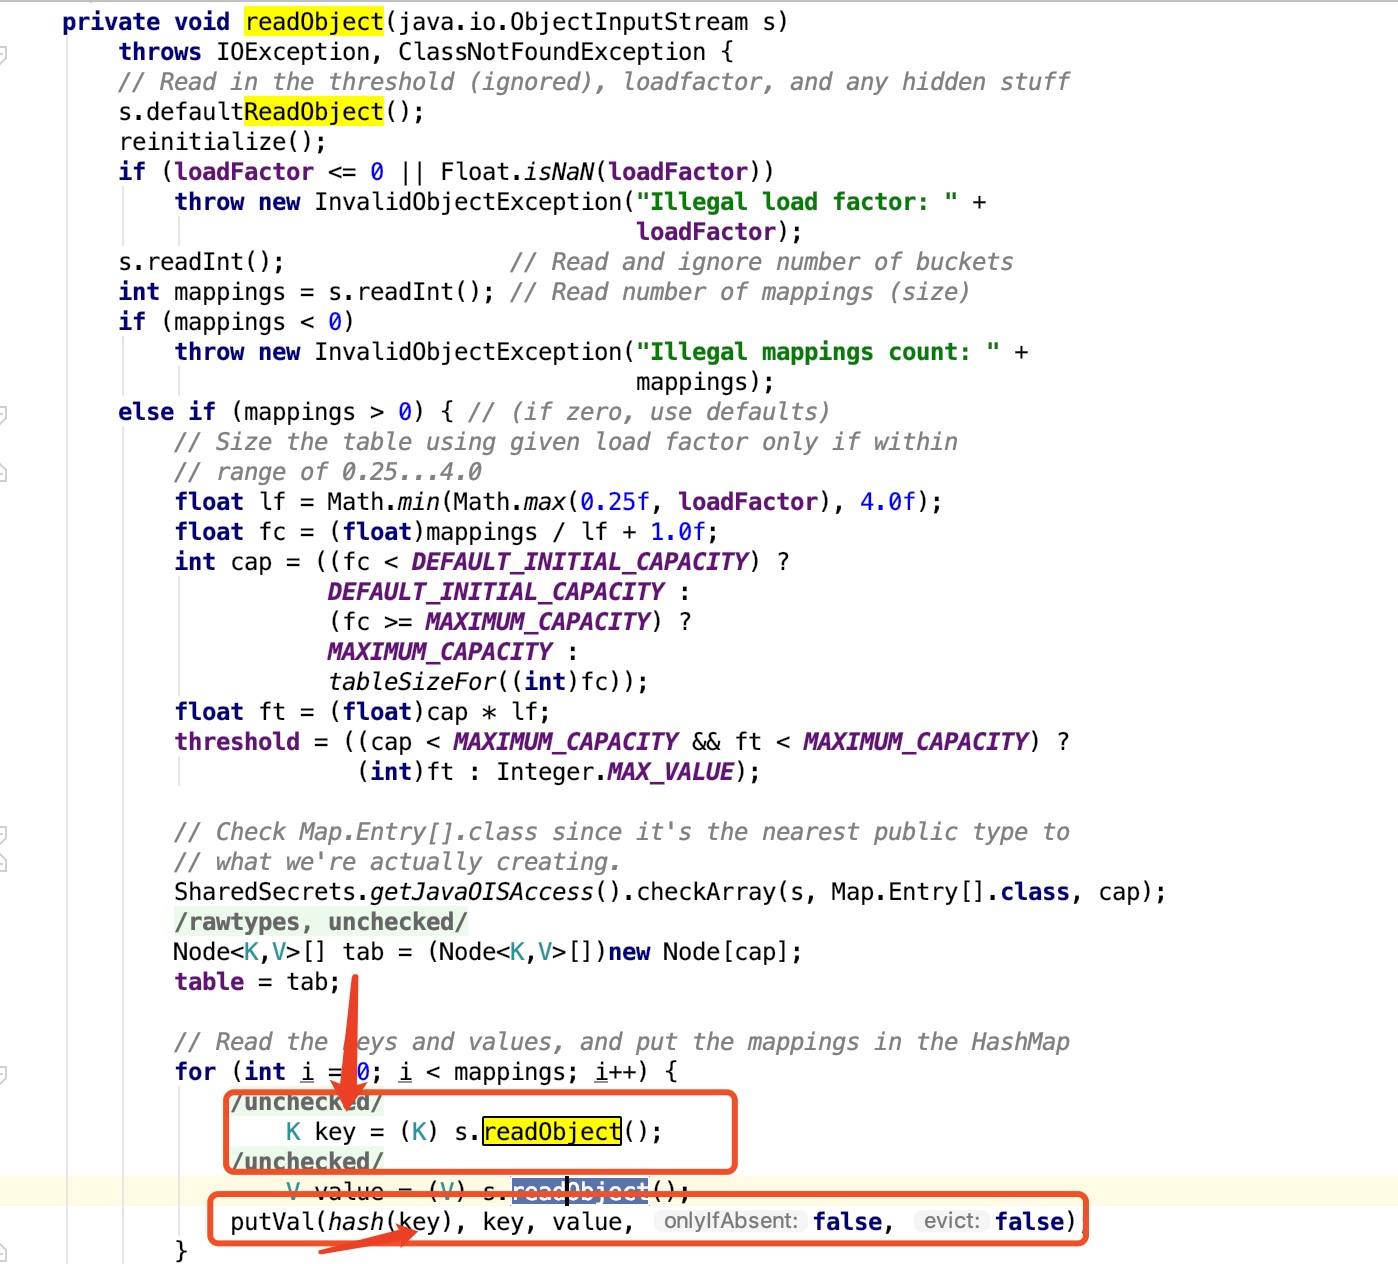 private void readObject(java.io.ObjectInputStream s)
throws IOException, ClassNotFoundException {
// Read in the threshold (ignored), loadfactor, and any hidden stuff
s.defaultReadObject();
reinitialize();
if (loadFactor <= 0 || Float.isNaN(loadFactor))
throw new InvalidObjectException("Illegal load factor: " +
loadFactor);
s.readInt(); // Read and ignore number of buckets
int mappings = s.readInt(); // Read number of mappings (size)
if (mappings < 0)
throw new InvalidObjectException("Illegal mappings count: " +
mappings);
else if (mappings > 0) { // (if zero, use defaults)
// Size the table using given load factor only if within
// range of 0.25...4.0
float lf = Math.min(Math.max(0.25f, loadFactor), 4.0f);
float fc = (float)mappings / lf + 1.0f;
int cap = ((fc < DEFAULT_INITIAL_CAPACITY) ?
DEFAULT_INITIAL_CAPACITY :
(fc >= MAXIMUM_CAPACITY) ?
MAXIMUM_CAPACITY :
tableSizeFor((int)fc));
float ft = (float)cap * lf;
threshold = ((cap < MAXIMUM_CAPACITY && ft < MAXIMUM_CAPACITY) ?
(int)ft : Integer.MAX_VALUE);
// Check Map.Entry[].class since it's the nearest public type to
// what we're actually creating.
SharedSecrets.getJavaOISAccess().checkArray(s, Map.Entry[].class, cap);
/rawtypes, unchecked/
Node<K,V>[] tab = (Node<K,V>[])new Node[cap];
table = tab;
// Read the keys and values, and put the mappings in the HashMap
for (int i = 0; i < mappings; i++) {
/unchecked/
K key = (K) s.readObject();
/unchecked/
V value = (V) s.readObject();
putVal(hash(key), key, value, onlyIfAbsent: false, evict: false)
}